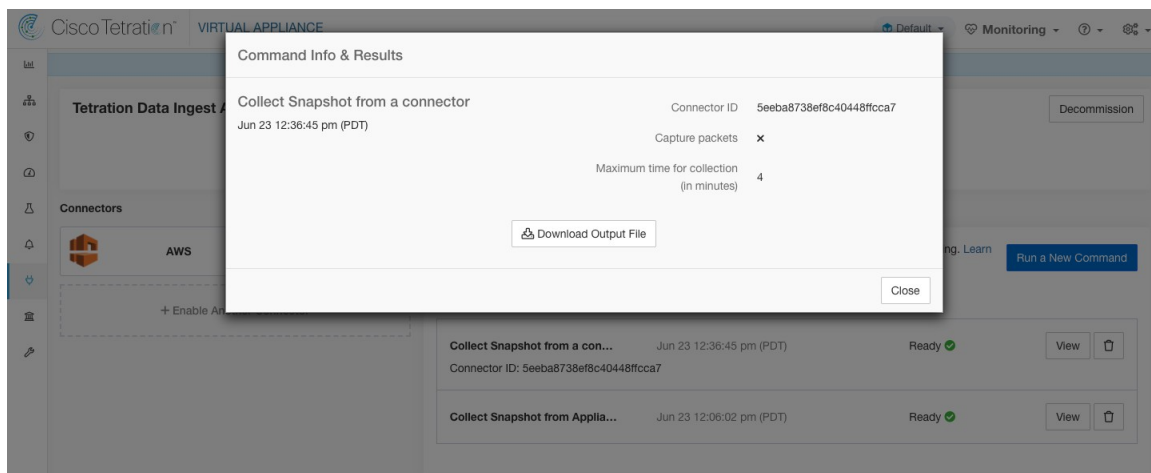 Cisco Tetration™ VIRTUAL APPLIANCE
Default
Monitoring
Command Info & Results
Tetration Data Ingest A
Decommission
Collect Snapshot from a connector
Jun 23 12:36:45 pm (PDT)
Connector ID 5eeba8738ef8c40448ffcca7
Capture packets
Maximum time for collection
(in minutes) 4
Download Output File
Close
Connectors
AWS
+ Enable An
ng. Learn
Run a New Command
Collect Snapshot from a con... Jun 23 12:36:45 pm (PDT) Ready View
Connector ID: 5eeba8738ef8c40448ffcca7
Collect Snapshot from Applia... Jun 23 12:06:02 pm (PDT) Ready View